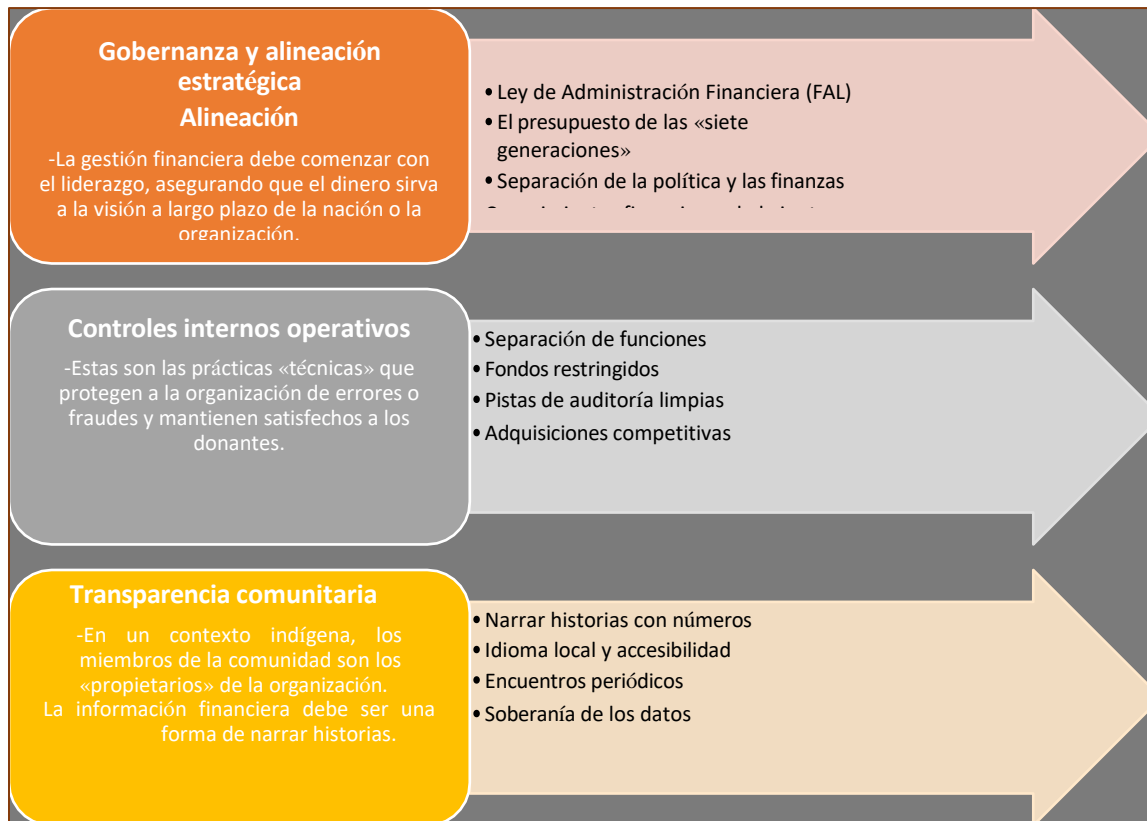 Gobernanza y alineación
estratégica
Alineación
-La gestión financiera debe comenzar con
el liderazgo, asegurando que el dinero sirva
a la visión a largo plazo de la nación o la
organización.
•Ley de Administración Financiera (FAL)
•El presupuesto de las «siete
generaciones»
•Separación de la política y las finanzas
Controles internos operativos
-Estas son las prácticas «técnicas» que
protegen a la organización de errores o
fraudes y mantienen satisfechos a los
donantes.
•Separación de funciones
•Fondos restringidos
•Pistas de auditoría limpias
•Adquisiciones competitivas
Transparencia comunitaria
-En un contexto indígena, los
miembros de la comunidad son los
«propietarios» de la organización.
La información financiera debe ser una
forma de narrar historias.
•Narrar historias con números
•Idioma local y accesibilidad
•Encuentros periódicos
•Soberanía de los datos